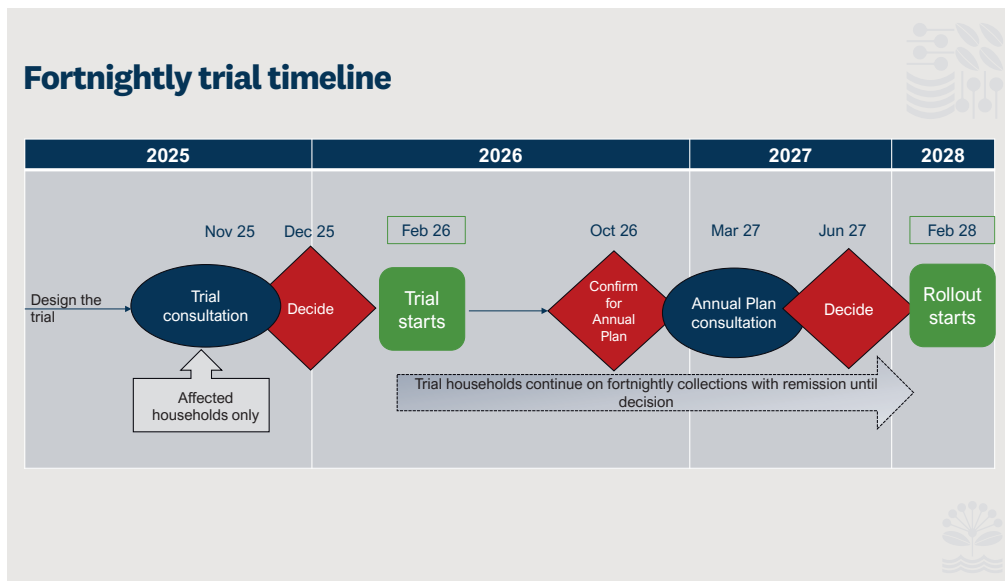 Fortnightly trial timeline
2025
2026
2027
2028
Nov 25
Dec 25
Feb 26
Oct 26
Mar 27
Jun 27
Feb 28
Design the
trial
Trial
consultation
Decide
Trial
starts
Confirm
for
Annual
Plan
Annual Plan
consultation
Decide
Rollout
starts
Affected
households only
Trial households continue on fortnightly collections with remission until
decision